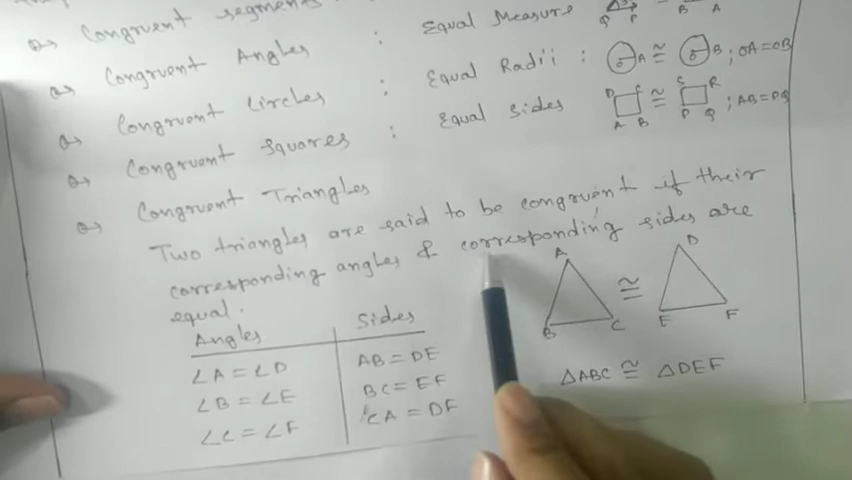 Congruent segments :
Congruent Angles : Equal Measure
Q P B A
Congruent Circles : Equal Radii : O A ≅ O B ; OA = OB
Congruent Squares : Equal Sides D C A B ≅ S R P Q ; AB = PQ
Congruent Triangles
Two triangles are said to be congruent if their
corresponding angles & corresponding sides are
equal.
Angles Sides
∠A = ∠D AB = DE
∠B = ∠E BC = EF
∠C = ∠F CA = DF
A B C ≅ D E F
ΔABC ≅ ΔDEF